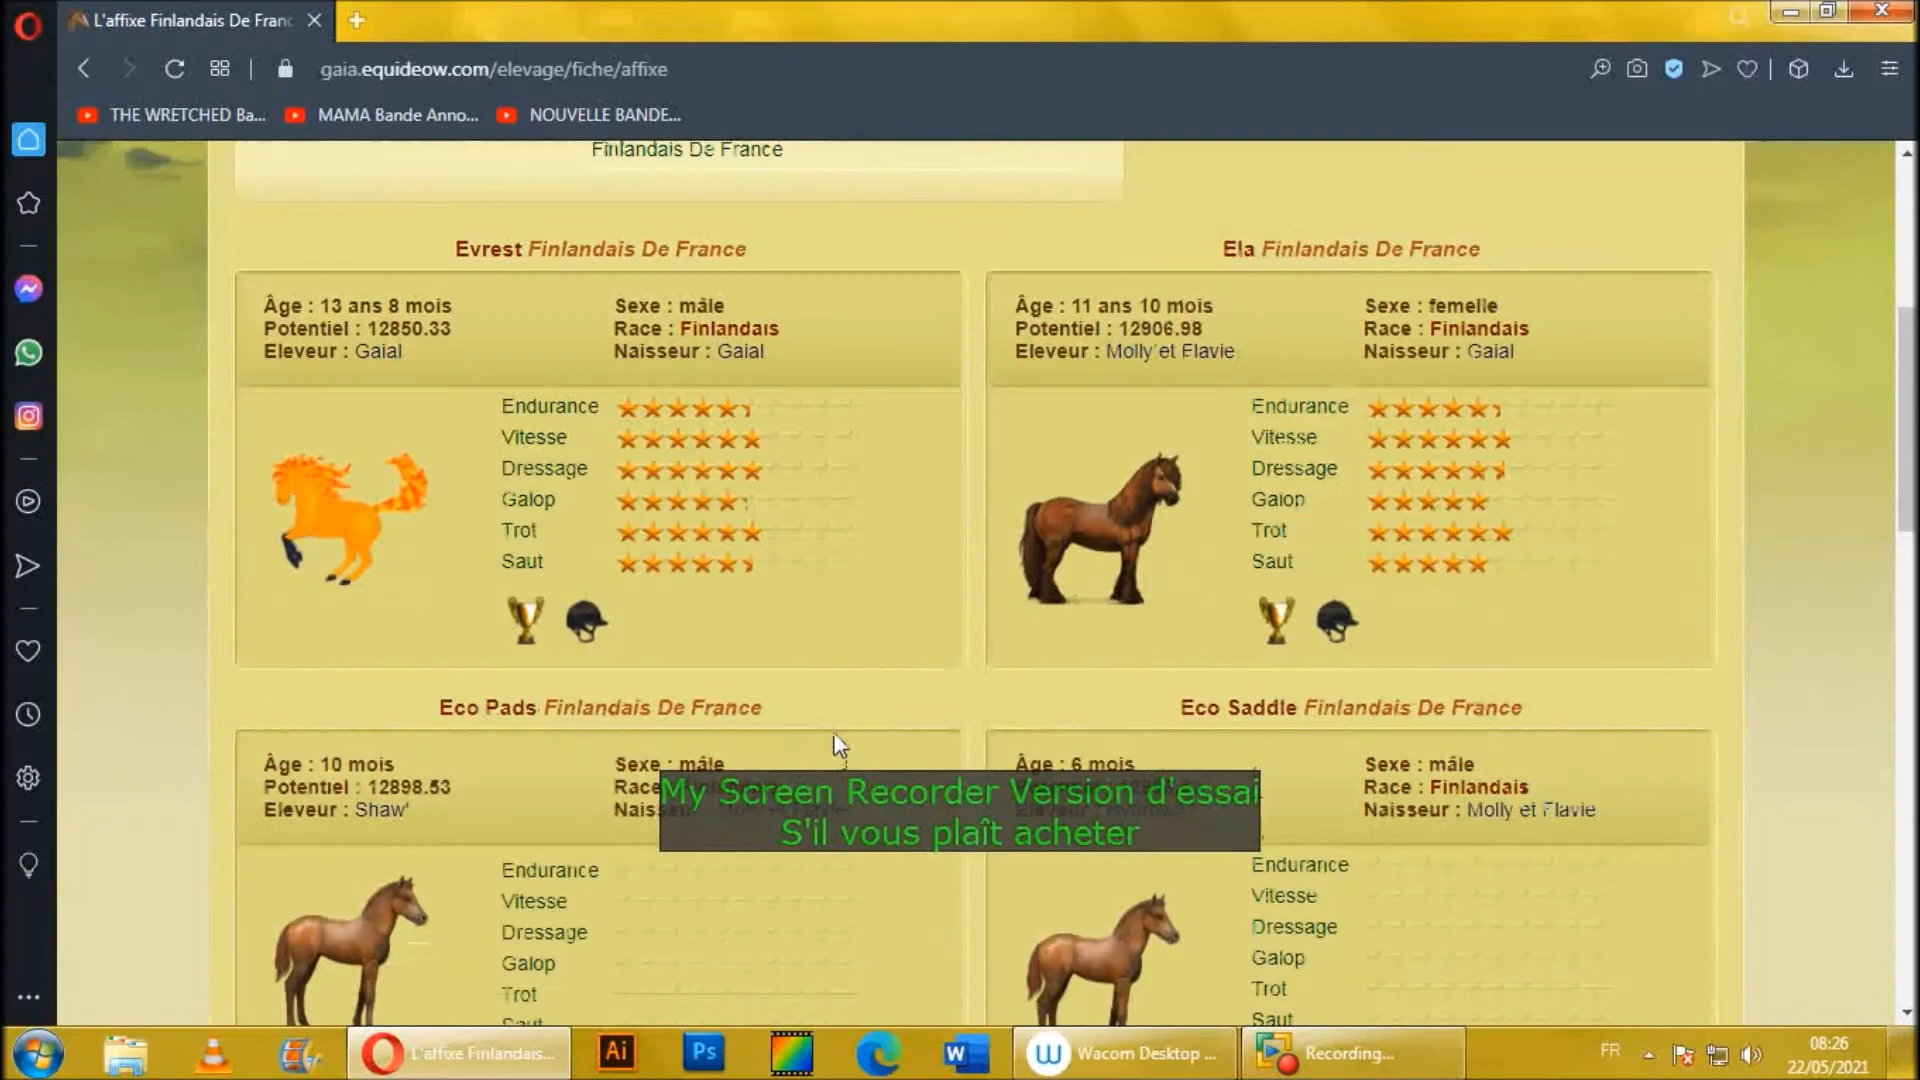 L'affixe Finlandais De Franc
gaia.equideow.com/elevage/fiche/affixe
THE WRETCHED Ba...
MAMA Bande Anno...
NOUVELLE BANDE...
Finlandais De France
Evrest Finlandais De France
Âge : 13 ans 8 mois
Sexe : mâle
Potentiel : 12850.33
Race : Finlandais
Eleveur : Gaial
Naisseur : Gaial
Endurance
Vitesse
Dressage
Galop
Trot
Saut
Ela Finlandais De France
Âge : 11 ans 10 mois
Sexe : femelle
Potentiel : 12906.98
Race : Finlandais
Eleveur : Molly et Flavie
Naisseur : Gaial
Endurance
Vitesse
Dressage
Galop
Trot
Saut
Eco Pads Finlandais De France
Âge : 10 mois
Sexe : mâle
Potentiel : 12898.53
Race
Eleveur : Shaw'
Endurance
Vitesse
Dressage
Galop
Trot
Saut
Eco Saddle Finlandais De France
Âge : 6 mois
Sexe : mâle
Race : Finlandais
Naisseur : Molly et Flavie
Endurance
Vitesse
Dressage
Galop
Trot
Saut
My Screen Recorder Version d'essai
S'il vous plaît acheter
L'affixe Finlandais...
Ai
Ps
W
Wacom Desktop ...
Recording...
FR
08:26
22/05/2021